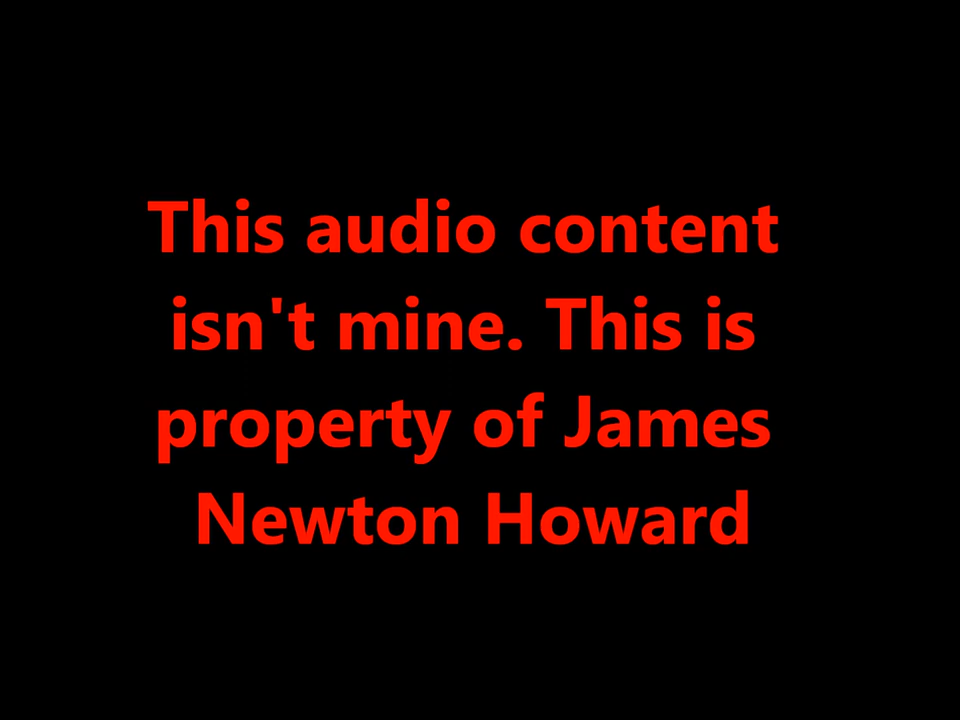 This audio content
isn't mine. This is
property of James
Newton Howard